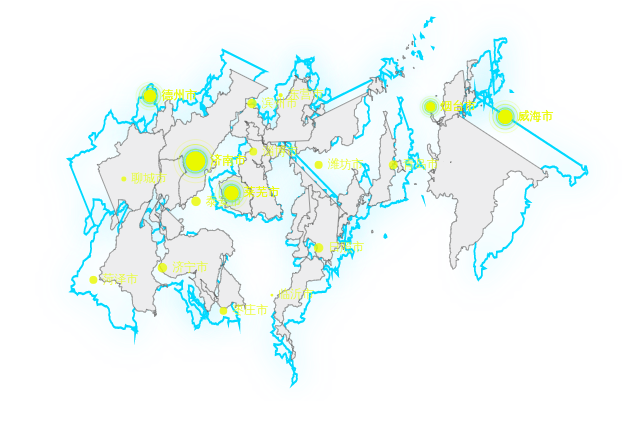 德州市
滨州市
东营市
烟台市
威海市
济南市
淄博市
潍坊市
青岛市
聊城市
莱芜市
泰安市
日照市
济宁市
菏泽市
临沂市
枣庄市